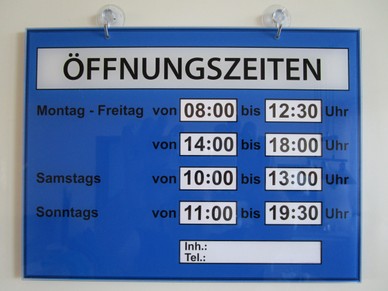 ÖFFNUNGSZEITEN
Montag - Freitag von 08:00 bis 12:30 Uhr
von 14:00 bis 18:00 Uhr
Samstags von 10:00 bis 13:00 Uhr
Sonntags von 11:00 bis 19:30 Uhr
Inh.:
Tel.: